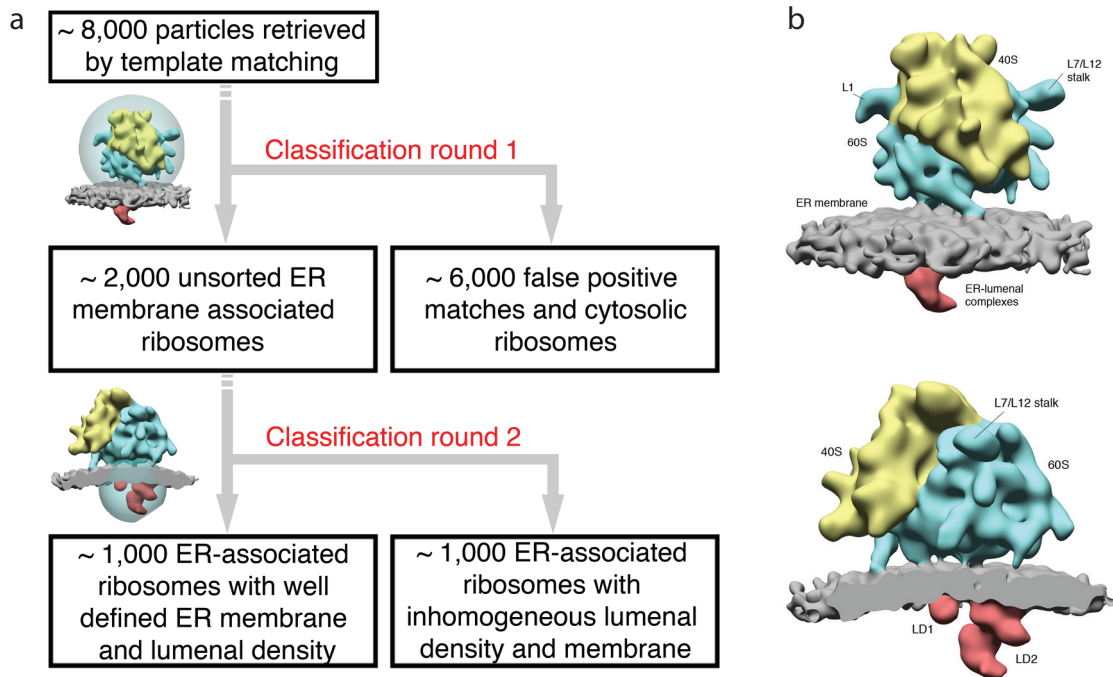 a
~ 8,000 particles retrieved
by template matching
Classification round 1
~ 2,000 unsorted ER
membrane associated
ribosomes
~ 6,000 false positive
matches and cytosolic
ribosomes
Classification round 2
~ 1,000 ER-associated
ribosomes with well
defined ER membrane
and lumenal density
~ 1,000 ER-associated
ribosomes with
inhomogeneous lumenal
density and membrane
b
40S
L7/L12
stalk
L1
60S
ER membrane
ER-lumenal
complexes
L7/L12 stalk
40S
60S
LD1
LD2